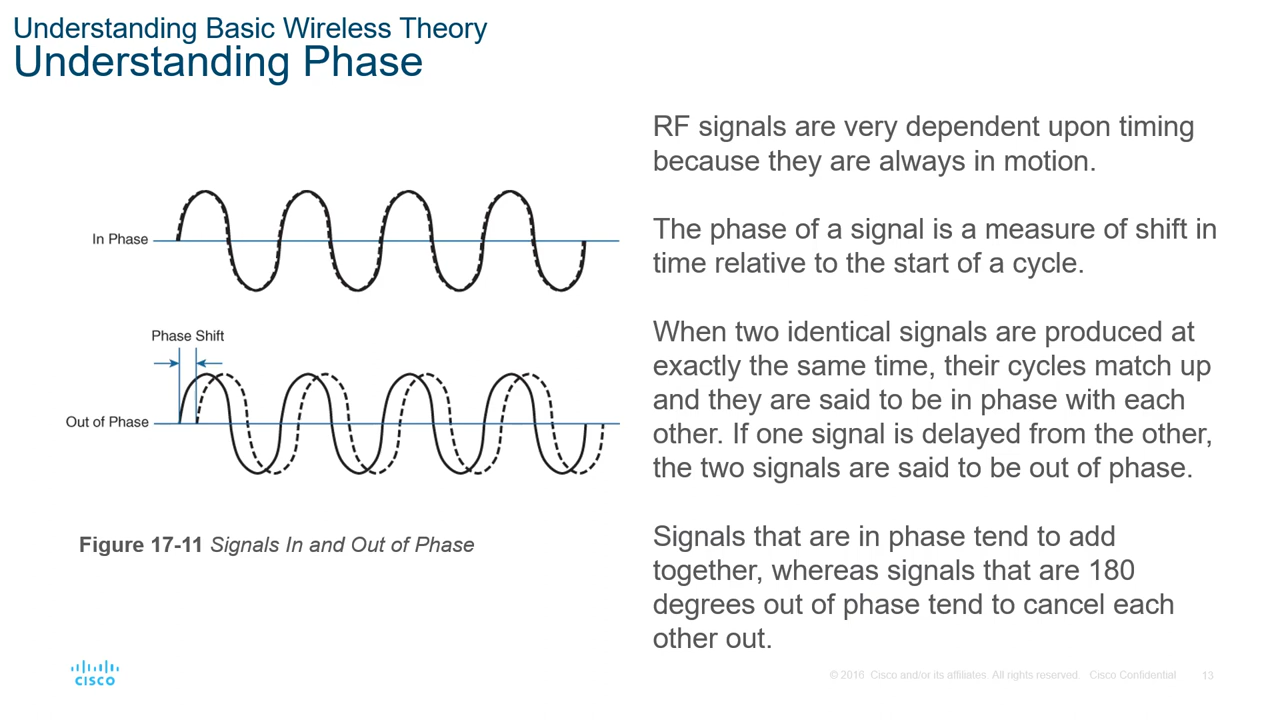 Understanding Basic Wireless Theory
Understanding Phase
RF signals are very dependent upon timing
because they are always in motion.
The phase of a signal is a measure of shift in
time relative to the start of a cycle.
When two identical signals are produced at
exactly the same time, their cycles match up
and they are said to be in phase with each
other. If one signal is delayed from the other,
the two signals are said to be out of phase.
Signals that are in phase tend to add
together, whereas signals that are 180
degrees out of phase tend to cancel each
other out.
In Phase
Phase Shift
Out of Phase
Figure 17-11 Signals In and Out of Phase
CISCO
© 2016 Cisco and/or its affiliates. All rights reserved. Cisco Confidential
13